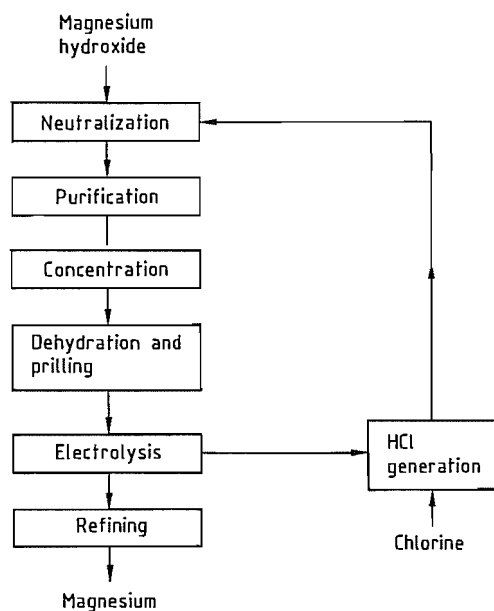 Magnesium
hydroxide
Neutralization
Purification
Concentration
Dehydration and
prilling
Electrolysis
HCl
generation
Refining
Chlorine
Magnesium